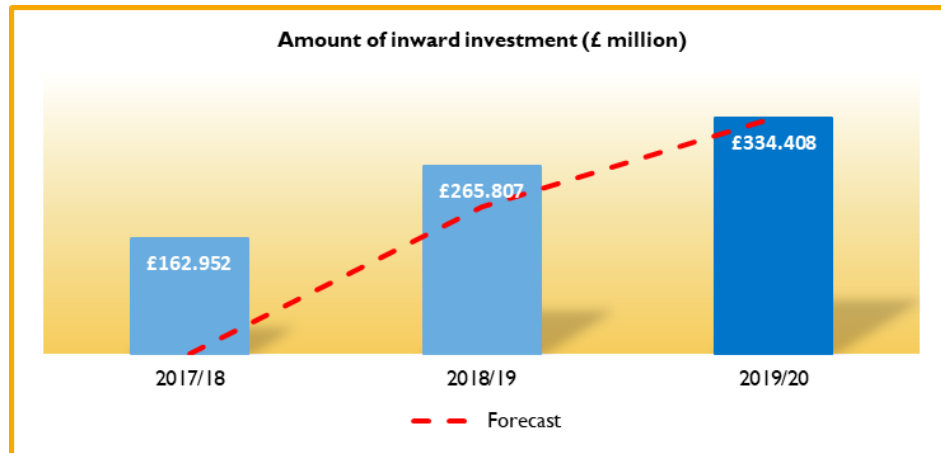 Amount of inward investment (£ million)
£334.408
£265.807
£162.952
2017/18 2018/19 2019/20
Forecast